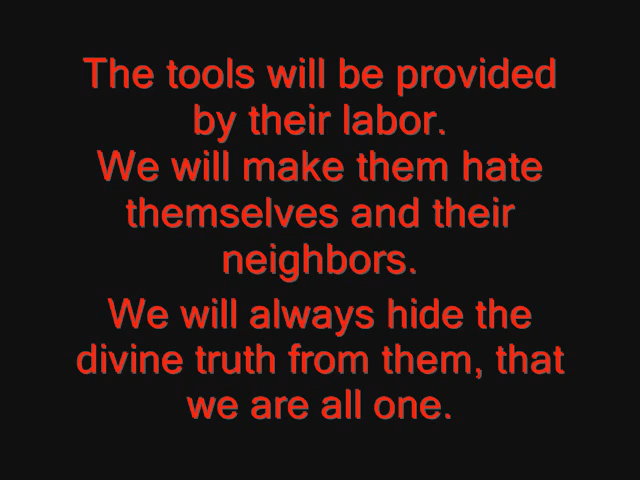 The tools will be provided
by their labor.
We will make them hate
themselves and their
neighbors.
We will always hide the
divine truth from them, that
we are all one.